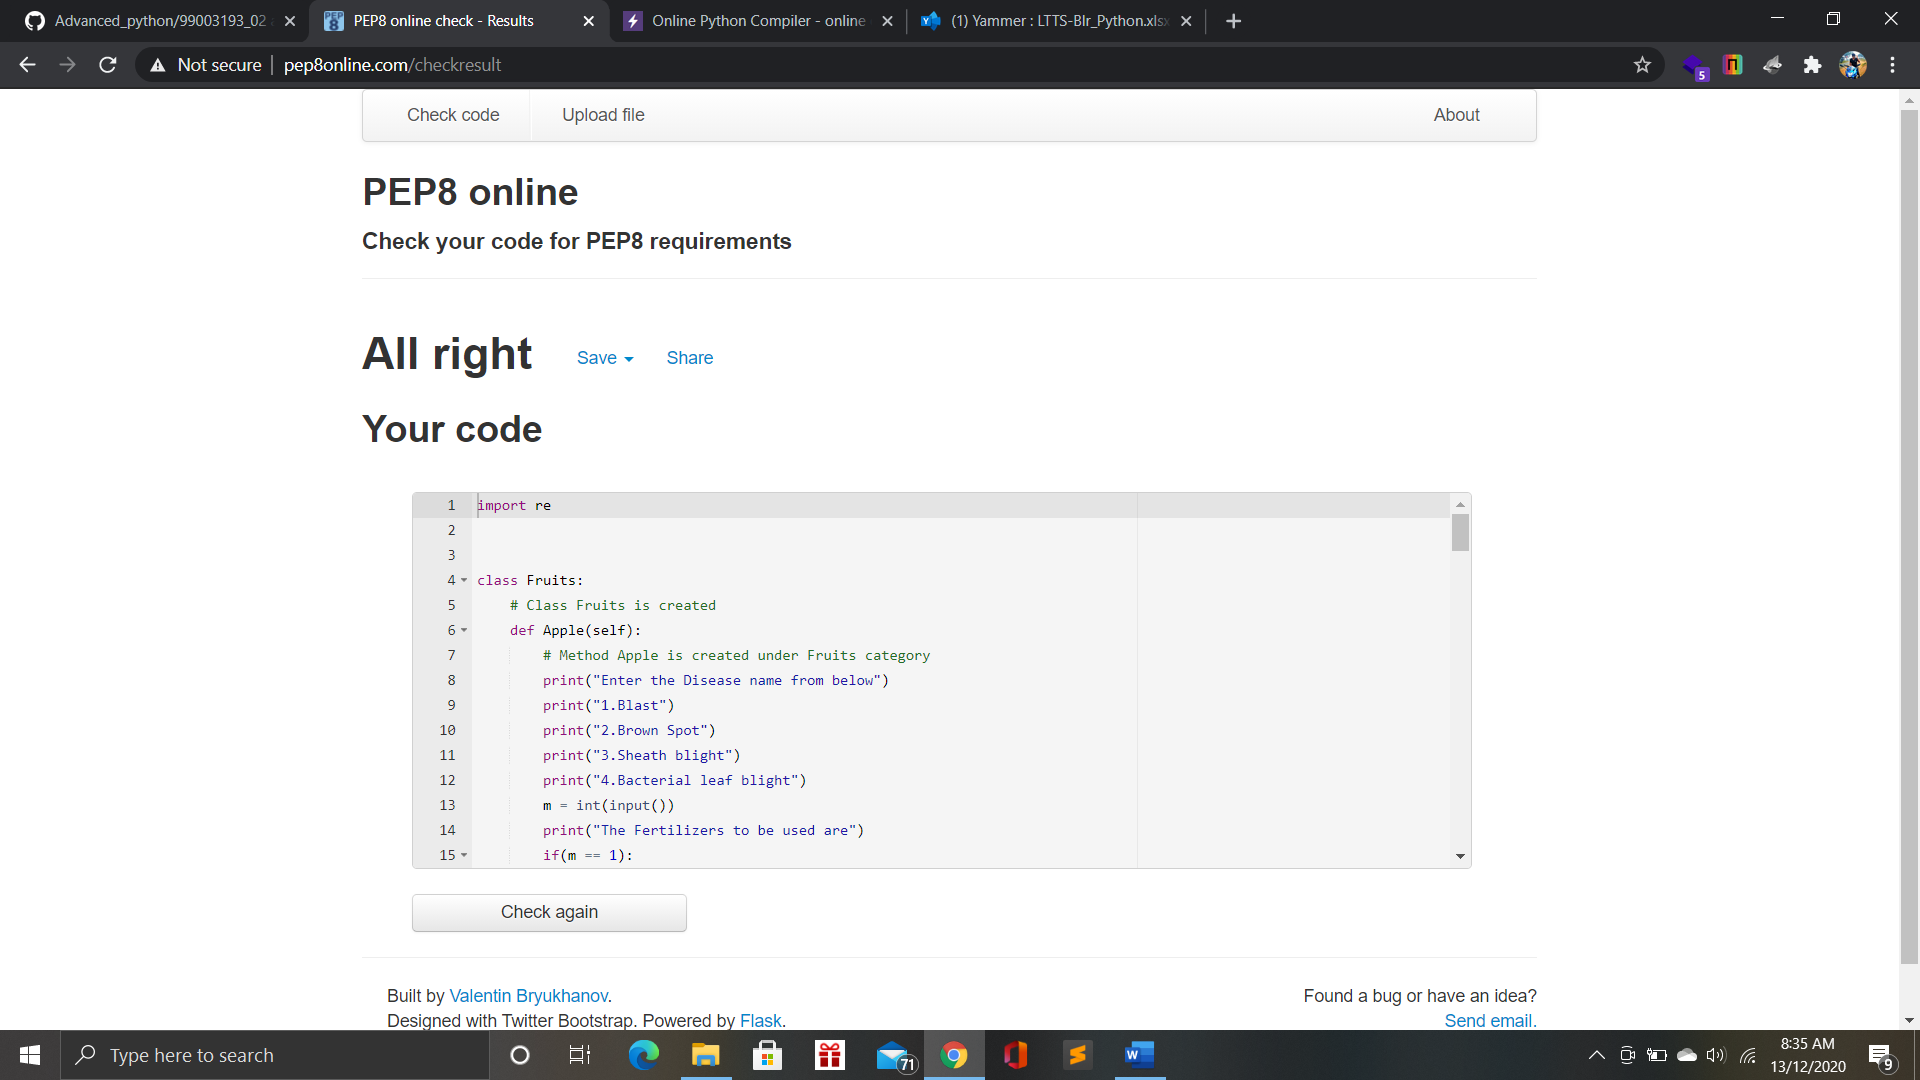 Advanced_python/99003193_02
PEP8 online check - Results
Online Python Compiler - online
(1) Yammer : LTTS-Blr_Python.xlsx
Not secure
pep8online.com/checkresult
5
Check code
Upload file
About
PEP8 online
Check your code for PEP8 requirements
All right
Save
Share
Your code
1 import re
2
3
4 class Fruits:
5 # Class Fruits is created
6 def Apple(self):
7 # Method Apple is created under Fruits category
8 print("Enter the Disease name from below")
9 print("1.Blast")
10 print("2.Brown Spot")
11 print("3.Sheath blight")
12 print("4.Bacterial leaf blight")
13 m = int(input())
14 print("The Fertilizers to be used are")
15 if(m == 1):
Check again
Built by Valentin Bryukhanov.
Found a bug or have an idea?
Designed with Twitter Bootstrap. Powered by Flask.
Send email.
Type here to search
71
8:35 AM
13/12/2020
9